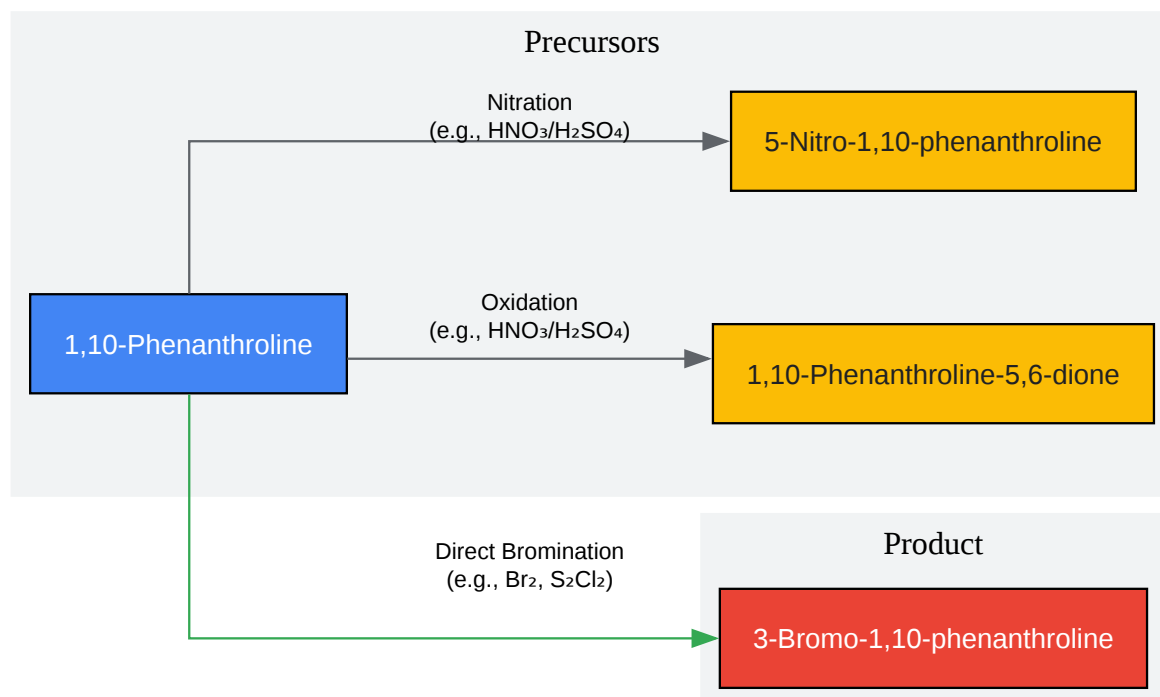 Precursors
Nitration
(e.g., HNO₃/H₂SO₄)
5-Nitro-1,10-phenanthroline
Oxidation
(e.g., HNO₃/H₂SO₄)
1,10-Phenanthroline
1,10-Phenanthroline-5,6-dione
Direct Bromination
(e.g., Br₂, S₂Cl₂)
Product
3-Bromo-1,10-phenanthroline